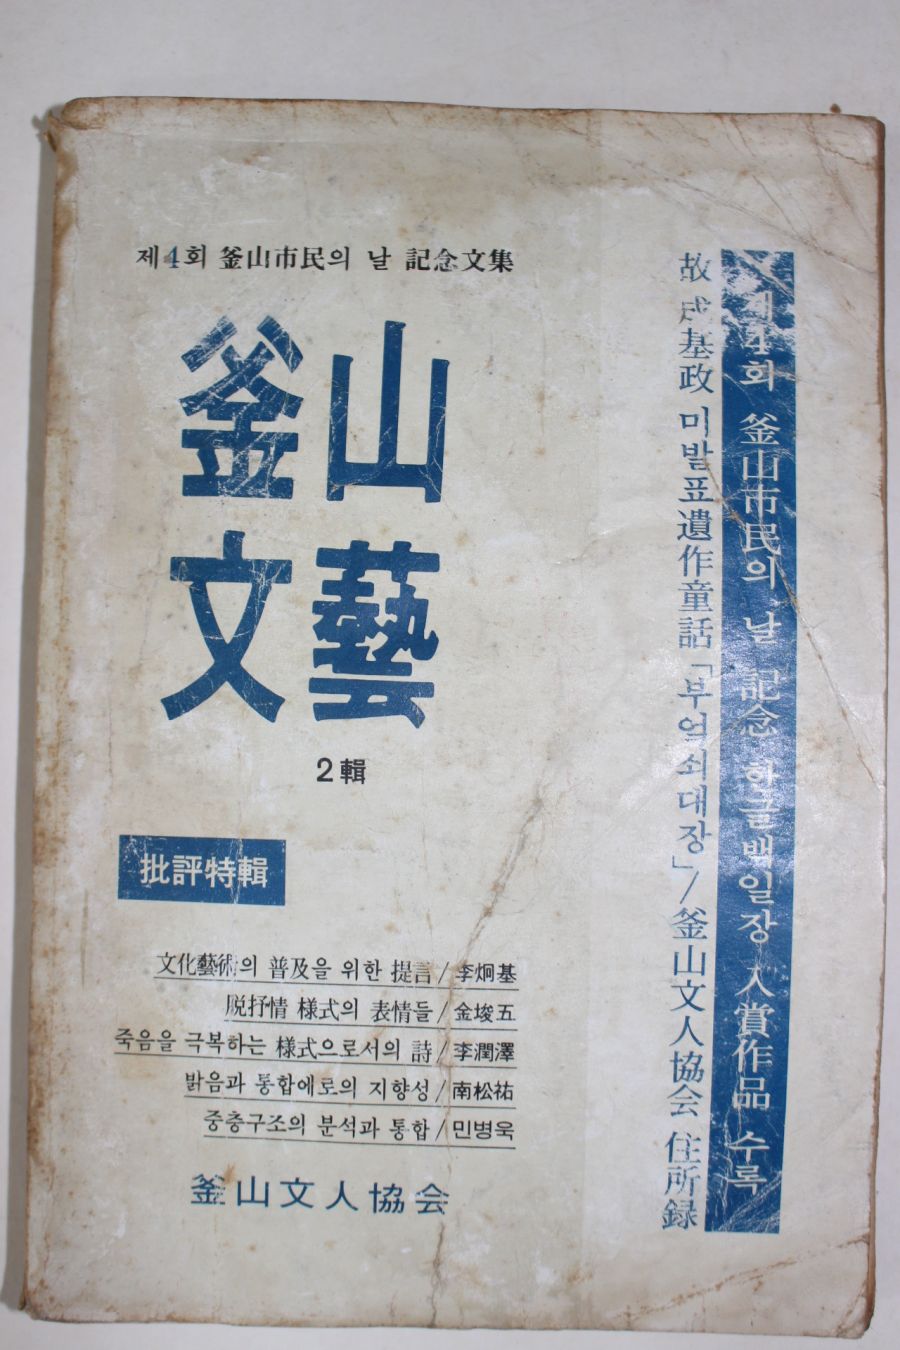 제4회 釜山市民의 날 記念文集
釜山
文藝
2輯
批評特輯
文化藝術의 普及을 위한 提言/李炯基
脱抒情 様式의 表情들/金埈五
죽음을 극복하는 様式으로서의 詩/李潤澤
밝음과 통합에로의 지향성/南松祐
중층구조의 분석과 통합/민병욱
釜山文人協会
제4회 釜山市民의 날 記念 한글백일장 入賞作品 수록
故 成基政 미발표遺作童話「부엉쇠대장」/釜山文人協会 住所録